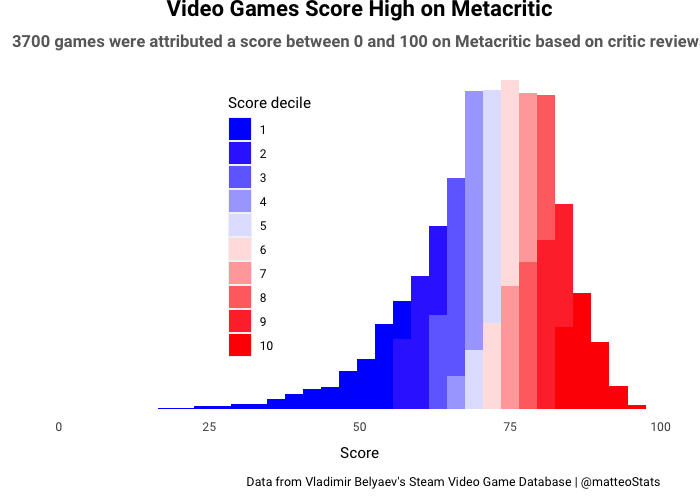 Video Games Score High on Metacritic
3700 games were attributed a score between 0 and 100 on Metacritic based on critic review
Score decile
1
2
3
4
5
6
7
8
9
10
0 25 50 75 100
Score
Data from Vladimir Belyaev's Steam Video Game Database | @matteoStats